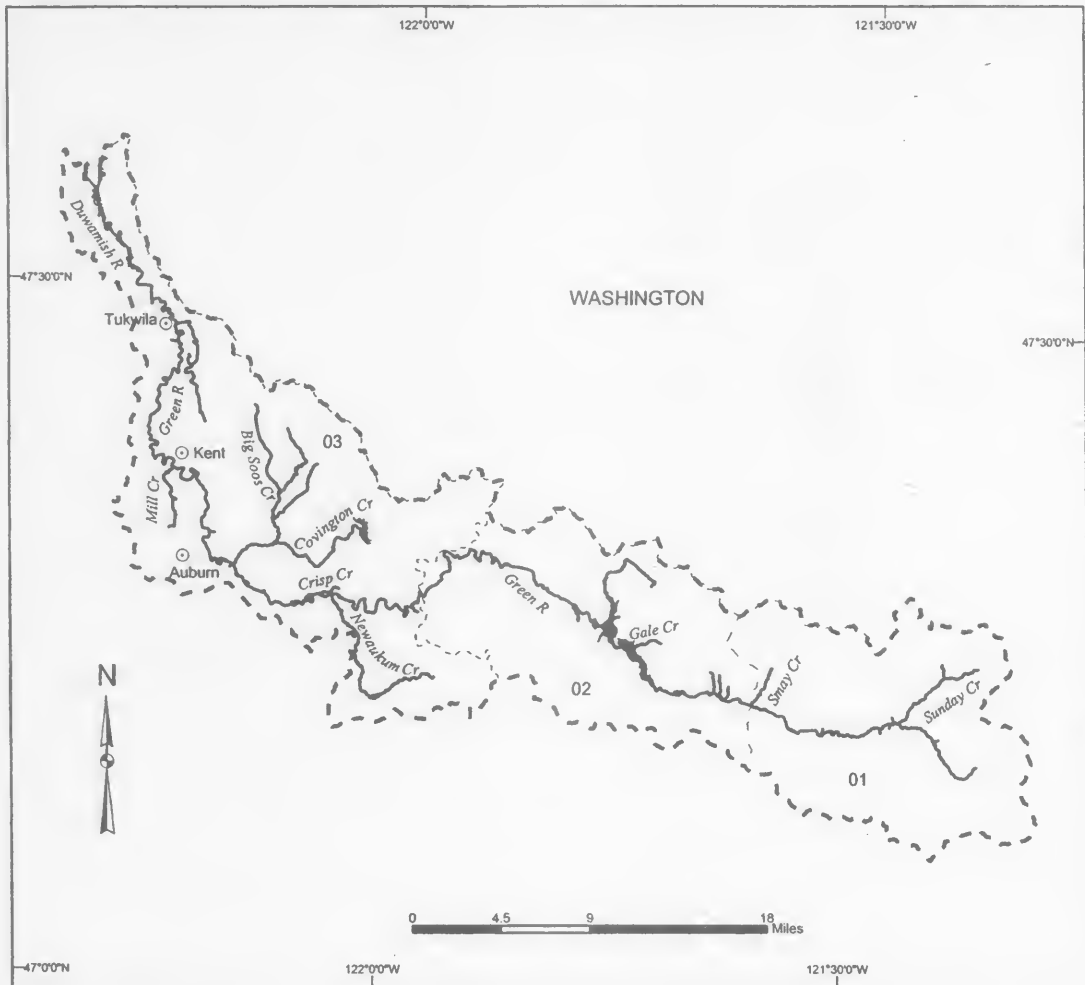 122°0'0"W
121°30'0"W
Duwamish R
47°30'0"N
WASHINGTON
Tukwila
47°30'0"N
Green R
Big Soos Cr
03
Kent
Mill Cr
Covington Cr
Auburn
Crisp Cr
Green R
Newaukum Cr
Gale Cr
02
Smay Cr
Sunday Cr
N
01
0 4.5 9 18
Miles
47°0'0"N
122°0'0"W
121°30'0"W